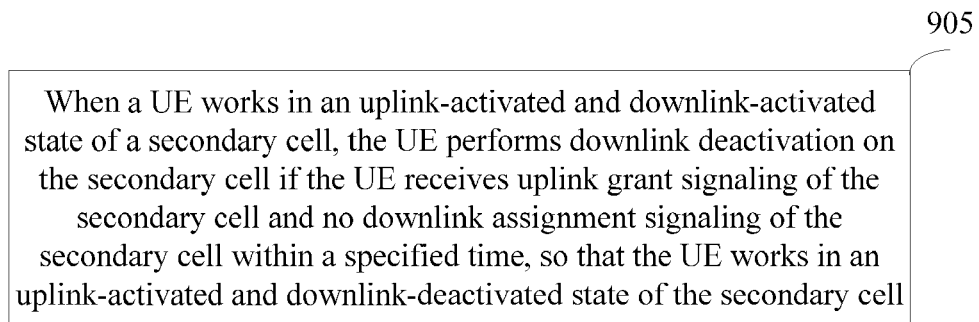 905
When a UE works in an uplink-activated and downlink-activated
state of a secondary cell, the UE performs downlink deactivation on
the secondary cell if the UE receives uplink grant signaling of the
secondary cell and no downlink assignment signaling of the
secondary cell within a specified time, so that the UE works in an
uplink-activated and downlink-deactivated state of the secondary cell